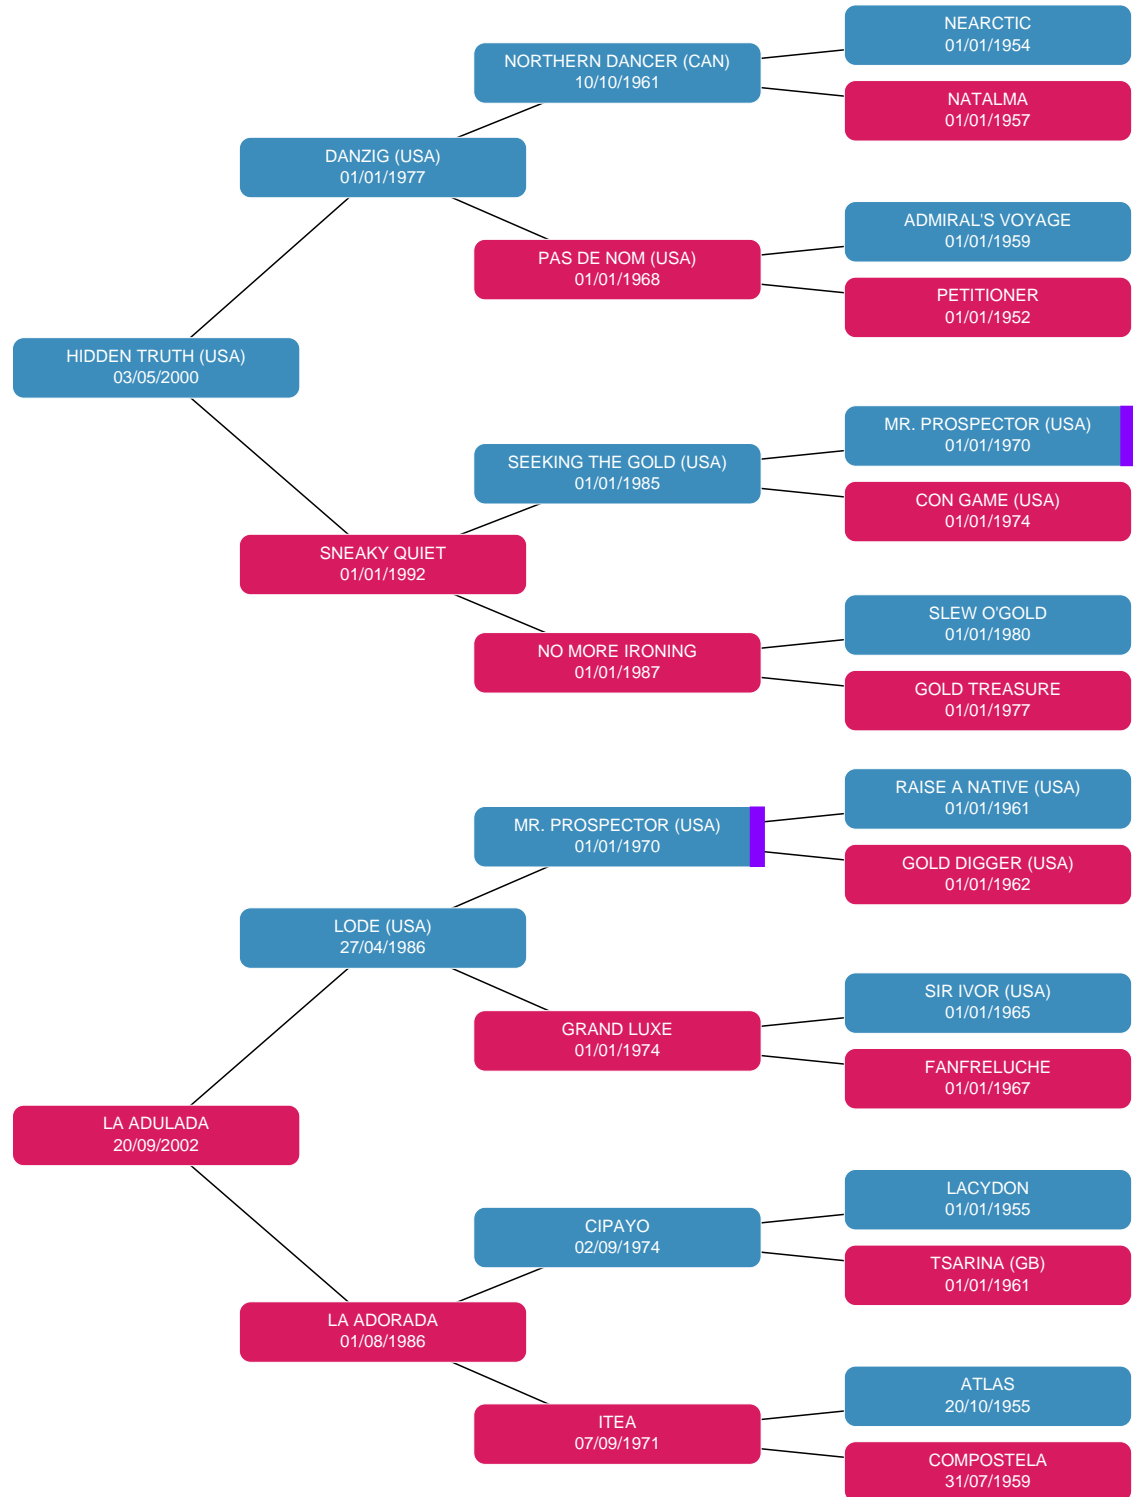 NEARCTIC
01/01/1954
NORTHERN DANCER (CAN)
10/10/1961
NATALMA
01/01/1957
DANZIG (USA)
01/01/1977
ADMIRAL'S VOYAGE
01/01/1959
PAS DE NOM (USA)
01/01/1968
PETITIONER
01/01/1952
HIDDEN TRUTH (USA)
03/05/2000
MR. PROSPECTOR (USA)
01/01/1970
SEEKING THE GOLD (USA)
01/01/1985
CON GAME (USA)
01/01/1974
SNEAKY QUIET
01/01/1992
SLEW O'GOLD
01/01/1980
NO MORE IRONING
01/01/1987
GOLD TREASURE
01/01/1977
RAISE A NATIVE (USA)
01/01/1961
MR. PROSPECTOR (USA)
01/01/1970
GOLD DIGGER (USA)
01/01/1962
LODE (USA)
27/04/1986
SIR IVOR (USA)
01/01/1965
GRAND LUXE
01/01/1974
FANFRELUCHE
01/01/1967
LA ADULADA
20/09/2002
LACYDON
01/01/1955
CIPAYO
02/09/1974
TSARINA (GB)
01/01/1961
LA ADORADA
01/08/1986
ATLAS
20/10/1955
ITEA
07/09/1971
COMPOSTELA
31/07/1959